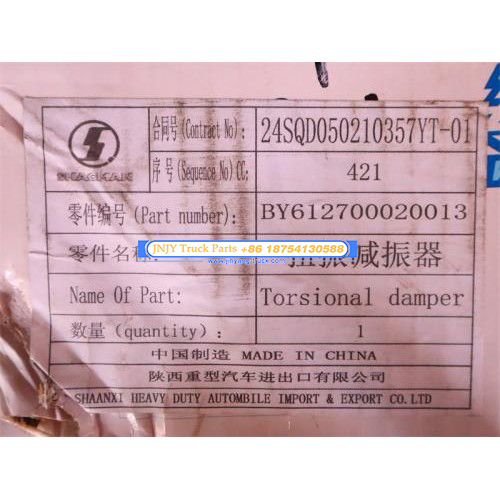 SHACMAN
合同号(Contract No): 24SQD050210357YT-01
序号(Sequence No)CC: 421
零件编号(Part number): BY612700020013
JNJY Truck Parts +86 18754130588
零件名称: 扭振减振器
Name Of Part: Torsional damper
数量(quantity): 1
中国制造 MADE IN CHINA
陕西重型汽车进出口有限公司
SHAANXI HEAVY DUTY AUTOMBILE IMPORT & EXPORT CO.LTD